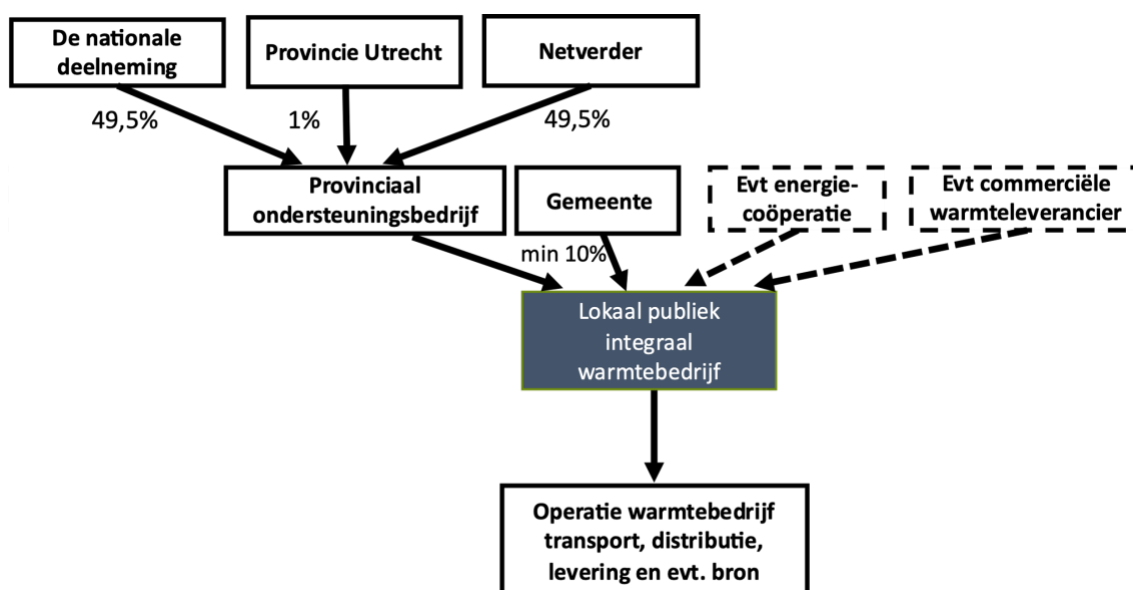 De nationale
deelneming
Provincie Utrecht
Netverder
49,5%
1%
49,5%
Provinciaal
ondersteuningsbedrijf
Gemeente
Evt energie-
coöperatie
Evt commerciële
warmteleverancier
min 10%
Lokaal publiek
integraal
warmtebedrijf
Operatie warmtebedrijf
transport, distributie,
levering en evt. bron